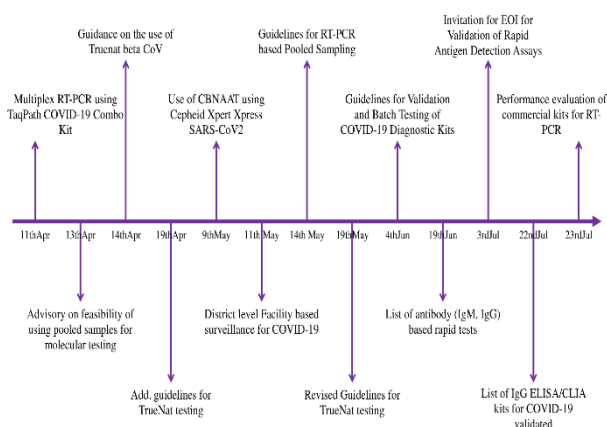 Invitation for EOI for
Validation of Rapid
Antigen Detection Assays
Guidance on the use of
Truenat beta CoV
Guidelines for RT-PCR
based Pooled Sampling
Multiplex RT-PCR using
TaqPath COVID-19 Combo
Kit
Use of CBNAAT using
Cepheid Xpert Xpress
SARS-CoV2
Guidelines for Validation
and Batch Testing of
COVID-19 Diagnostic Kits
Performance evaluation of
commercial kits for RT-
PCR
11thApr 13thApr 14thApr 19thApr 9thMay 11th May 14th May 19thMay 4thJun 19thJun 3rdJul 22ndJul 23rdJul
Advisory on feasibility of
using pooled samples for
molecular testing
District level Facility based
surveillance for COVID-19
List of antibody (IgM, IgG)
based rapid tests
Add. guidelines for
TrueNat testing
Revised Guidelines for
TrueNat testing
List of IgG ELISA/CLIA
kits for COVID-19
validated